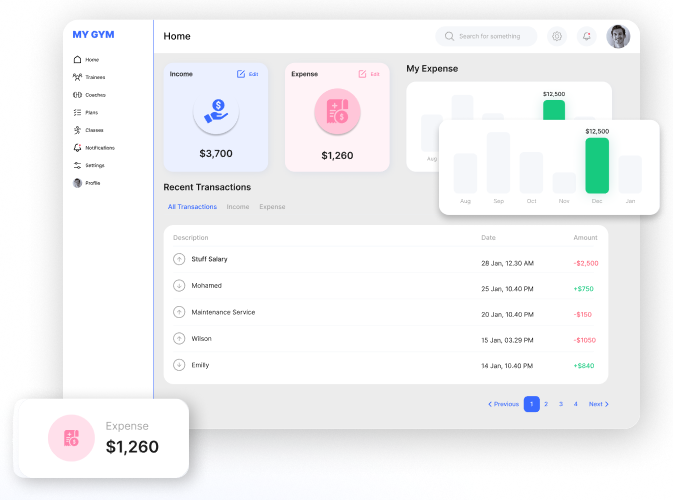 MY GYM
Home
Search for something
Home
Trainees
Coaches
Plans
Classes
Notifications
Settings
Profile
Income
Edit
$3,700
Expense
Edit
$1,260
My Expense
$12,500
Aug
$12,500
Aug Sep Oct Nov Dec Jan
Recent Transactions
All Transactions Income Expense
Description Date Amount
Stuff Salary 28 Jan, 12.30 AM -$2,500
Mohamed 25 Jan, 10.40 PM +$750
Maintenance Service 20 Jan, 10.40 PM -$150
Wilson 15 Jan, 03.29 PM -$1050
Emilly 14 Jan, 10.40 PM +$840
Previous 1 2 3 4 Next
Expense
$1,260